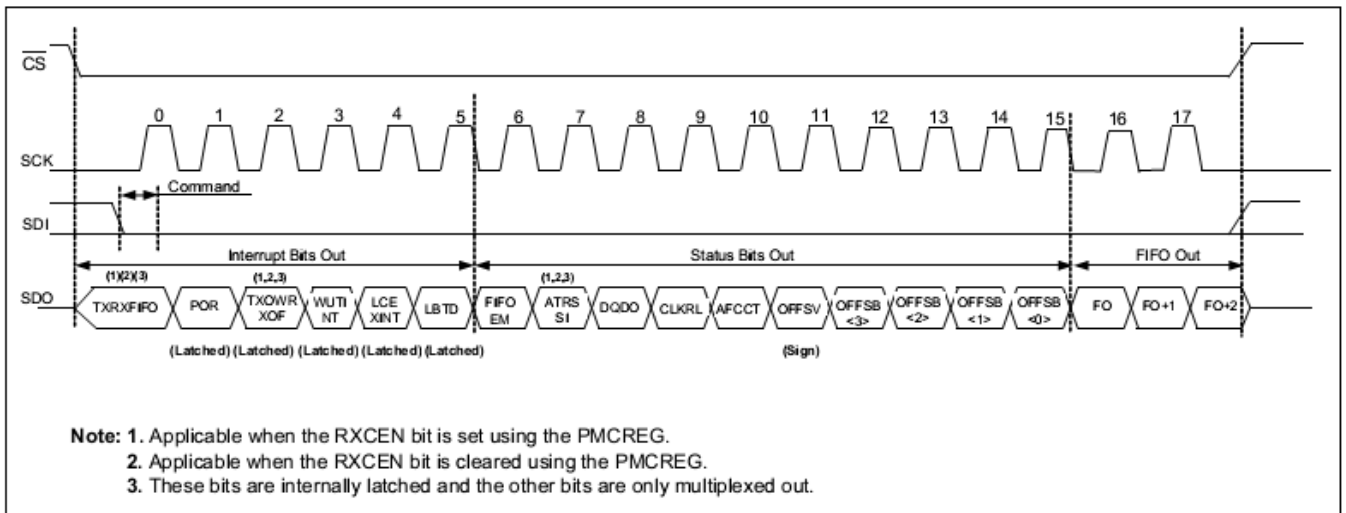 CS
0 1 2 3 4 5 6 7 8 9 10 11 12 13 14 15 16 17
SCK
Command
SDI
Interrupt Bits Out Status Bits Out FIFO Out
(1)(2)(3) (1,2,3) (1,2,3)
SDO
TXRXFIFO
POR
TXOWR
XOF
WUTI
NT
LCE
XINT
LBTD
FIFO
EM
ATRS
SI
DQDO
CLKRL
AFCCT
OFFSV
OFFSB
<3>
OFFSB
<2>
OFFSB
<1>
OFFSB
<0>
FO
FO+1
FO+2
(Latched) (Latched) (Latched) (Latched) (Latched) (Sign)
Note: 1. Applicable when the RXCEN bit is set using the PMCREG.
2. Applicable when the RXCEN bit is cleared using the PMCREG.
3. These bits are internally latched and the other bits are only multiplexed out.